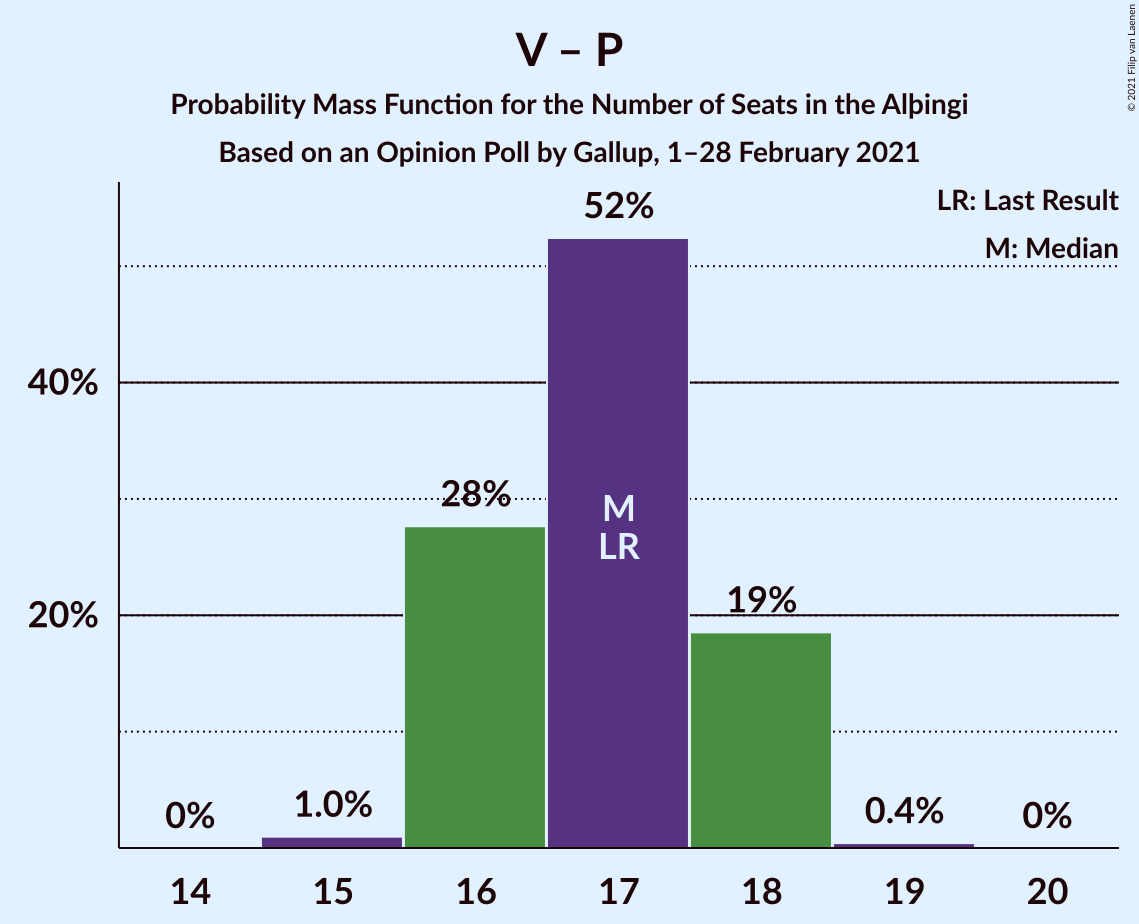 V – P
Probability Mass Function for the Number of Seats in the Alþingi
Based on an Opinion Poll by Gallup, 1–28 February 2021
© 2021 Filip van Laenen
LR: Last Result
M: Median
52%
40%
28%
M
LR
20%
19%
0%
1.0%
0.4%
0%
14
15
16
17
18
19
20